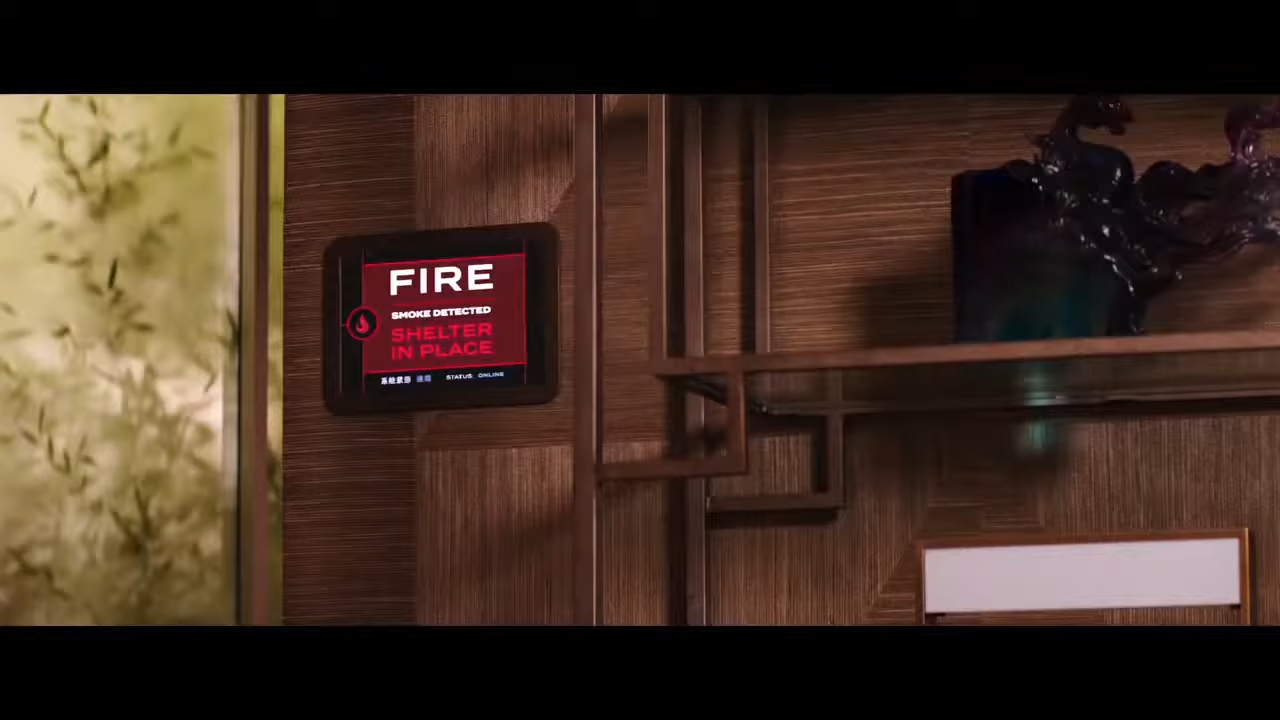 FIRE
SMOKE DETECTED
SHELTER
IN PLACE
STATUS: ONLINE